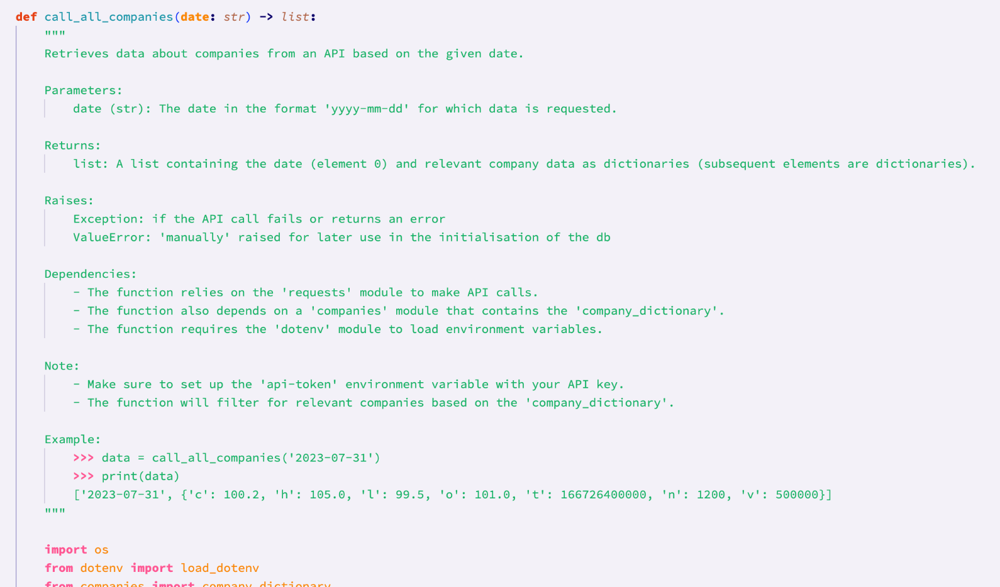 def call_all_companies(date: str) -> list:
"""
Retrieves data about companies from an API based on the given date.
Parameters:
date (str): The date in the format 'yyyy-mm-dd' for which data is requested.
Returns:
list: A list containing the date (element 0) and relevant company data as dictionaries (subsequent elements are dictionaries).
Raises:
Exception: if the API call fails or returns an error
ValueError: 'manually' raised for later use in the initialisation of the db
Dependencies:
- The function relies on the 'requests' module to make API calls.
- The function also depends on a 'companies' module that contains the 'company_dictionary'.
- The function requires the 'dotenv' module to load environment variables.
Note:
- Make sure to set up the 'api-token' environment variable with your API key.
- The function will filter for relevant companies based on the 'company_dictionary'.
Example:
>>> data = call_all_companies('2023-07-31')
>>> print(data)
['2023-07-31', {'c': 100.2, 'h': 105.0, 'l': 99.5, 'o': 101.0, 't': 166726400000, 'n': 1200, 'v': 500000}]
"""
import os
from dotenv import load_dotenv
from companies import company_dictionary